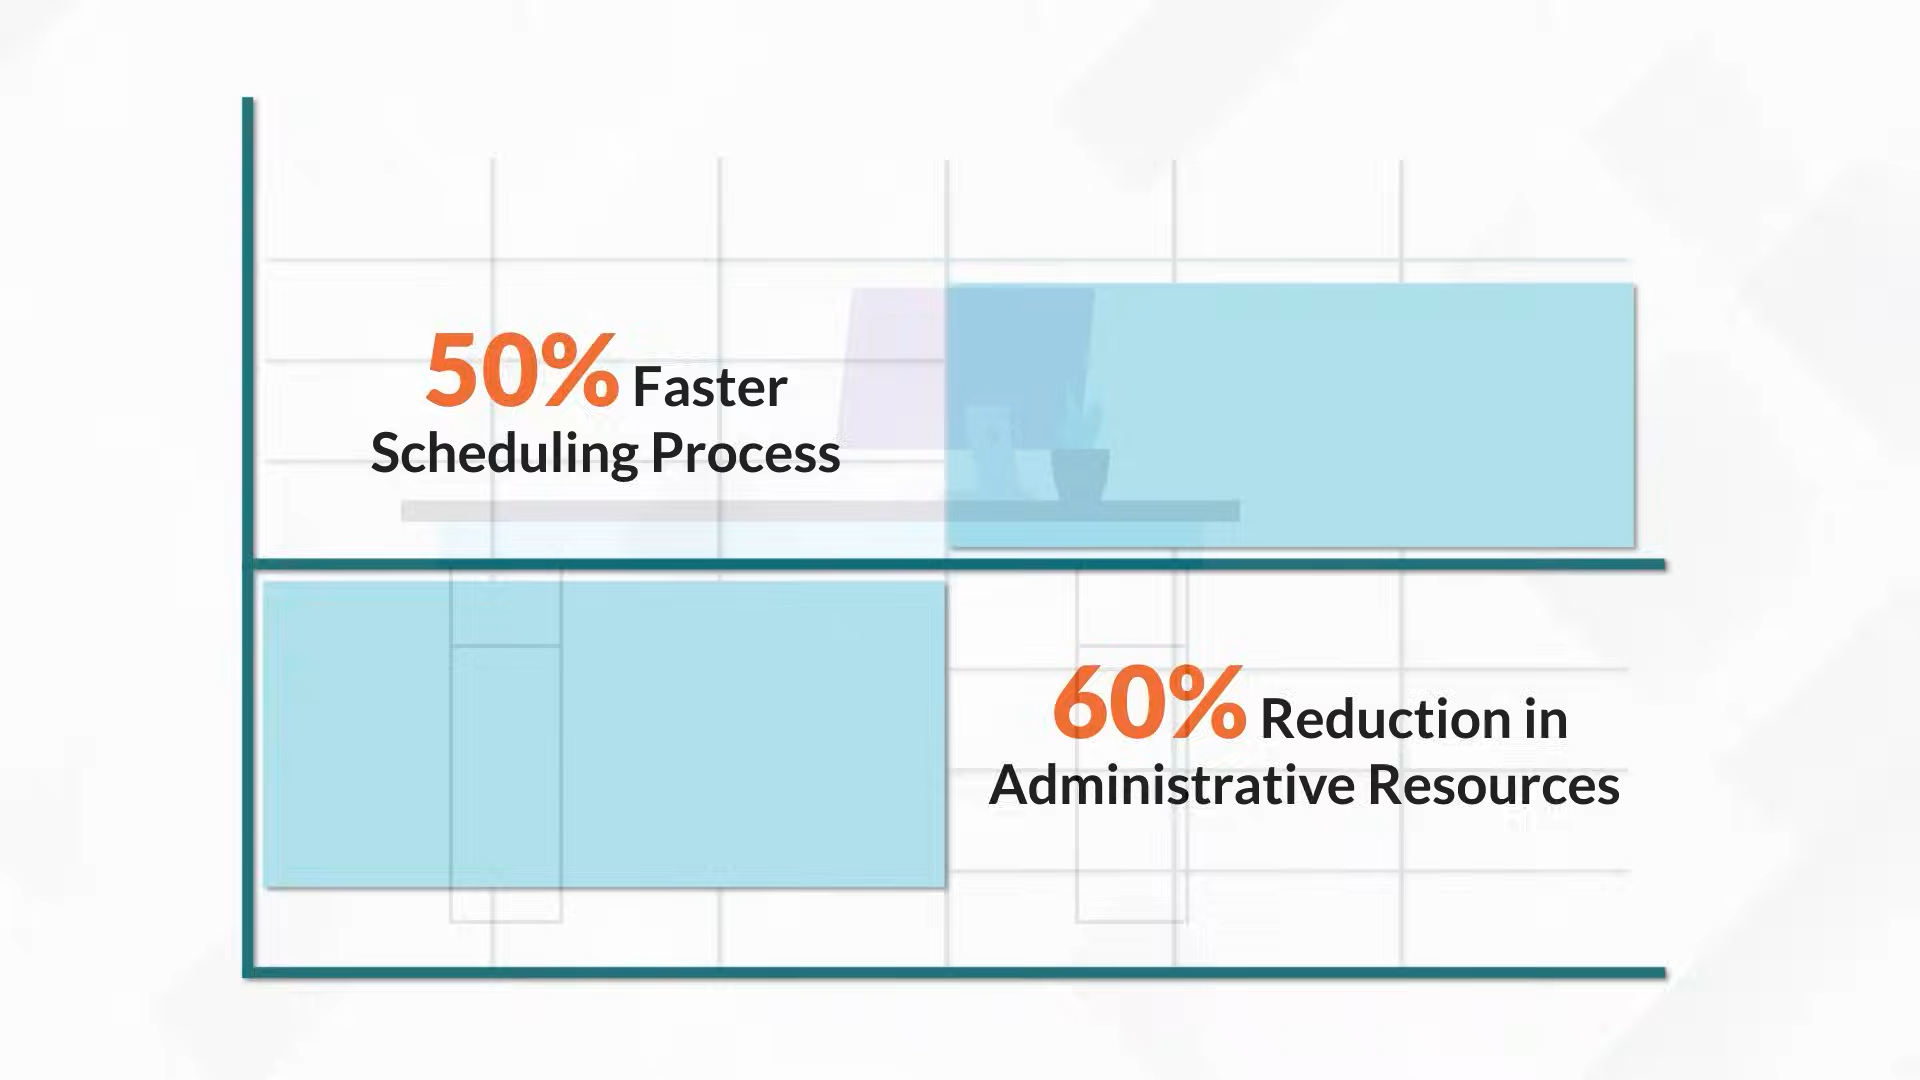 50% Faster
Scheduling Process
60% Reduction in
Administrative Resources